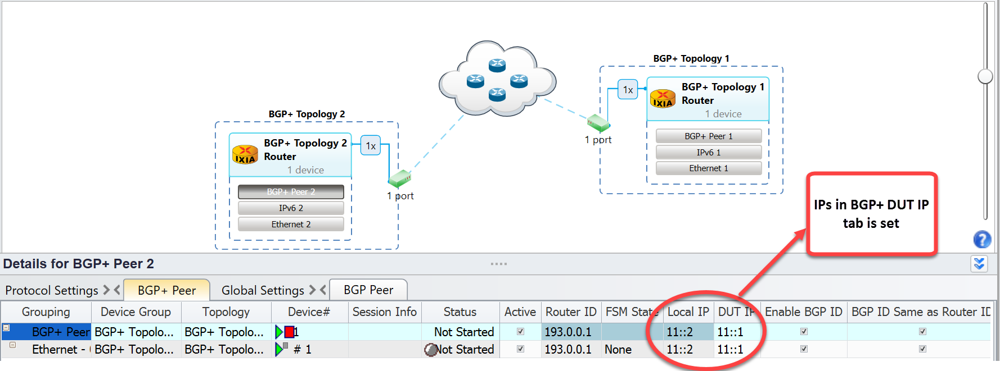 BGP+ Topology 1
1x
BGP+ Topology 1
Router
IXIA
1 device
BGP+ Topology 2
1 port
BGP+ Peer 1
IPv6 1
Ethernet 1
BGP+ Topology 2
Router
IXIA
1x
1 device
1 port
BGP+ Peer 2
IPv6 2
Ethernet 2
IPs in BGP+ DUT IP
tab is set
?
Details for BGP+ Peer 2
Protocol Settings BGP+ Peer Global Settings BGP Peer
Grouping Device Group Topology Device# Session Info Status Active Router ID FSM State Local IP DUT IP Enable BGP ID BGP ID Same as Router ID
BGP+ Peer BGP+ Topolo... BGP+ Topolo... 1 Not Started 193.0.0.1 11::2 11::1
Ethernet - BGP+ Topolo... BGP+ Topolo... # 1 Not Started 193.0.0.1 None 11::2 11::1